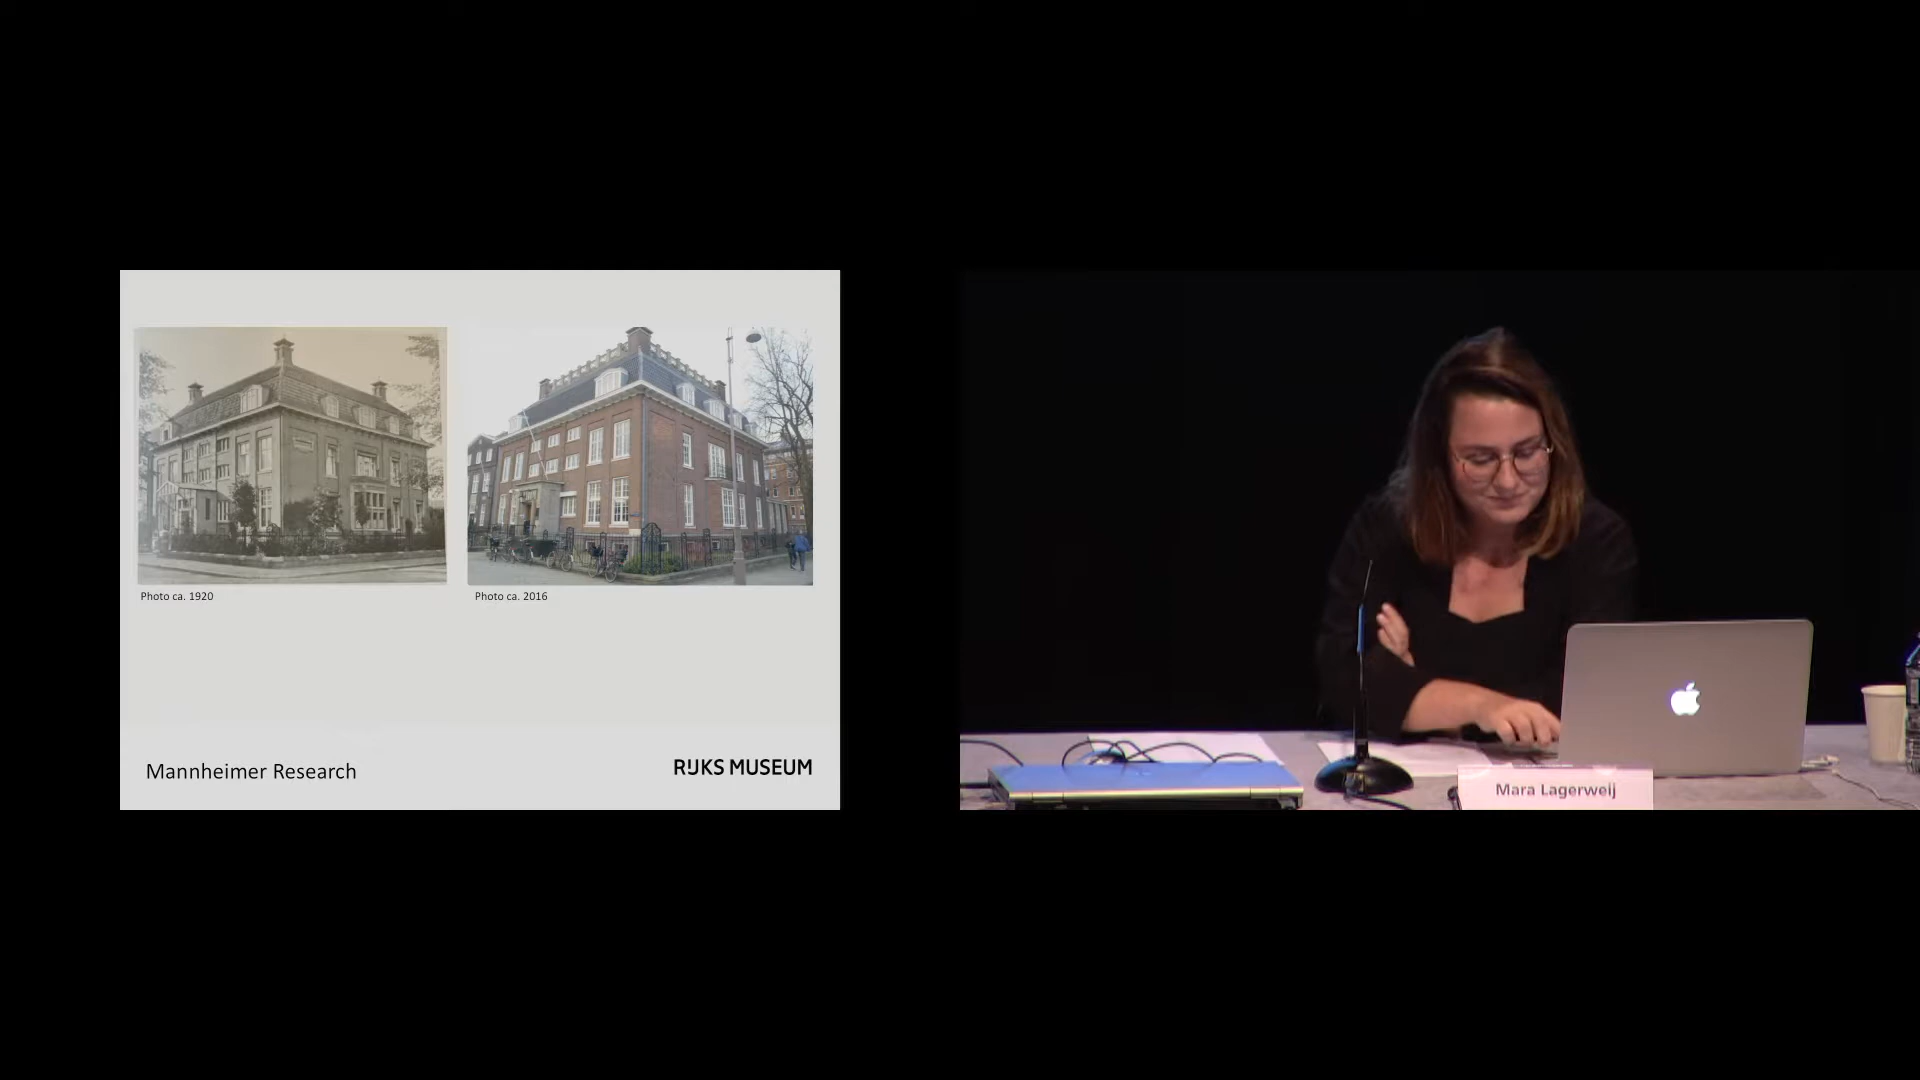 Photo ca. 1920
Photo ca. 2016
Mannheimer Research
RIJKS MUSEUM
Mara Lagerweij